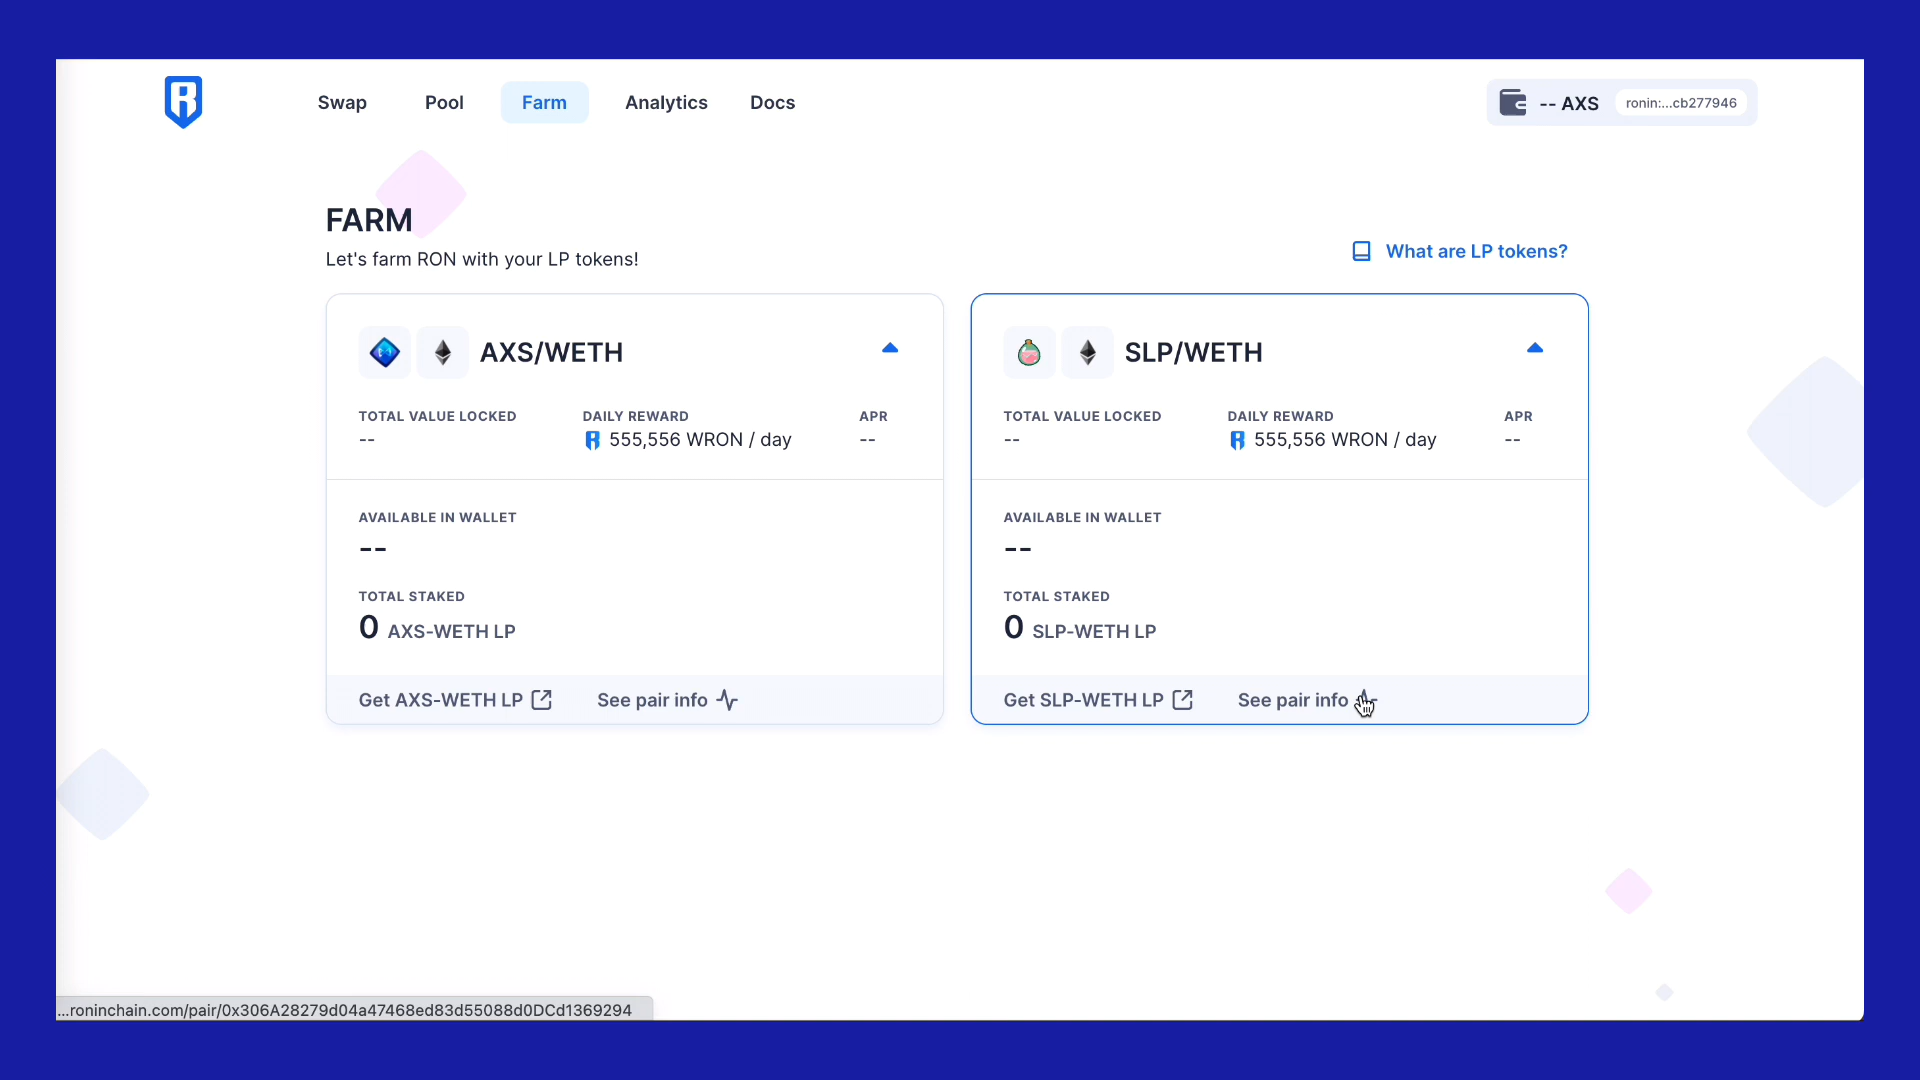 Swap Pool Farm Analytics Docs -- AXS ronin:...cb277946
FARM
Let's farm RON with your LP tokens!
What are LP tokens?
AXS/WETH
TOTAL VALUE LOCKED DAILY REWARD APR
-- 555,556 WRON / day --
AVAILABLE IN WALLET
--
TOTAL STAKED
0 AXS-WETH LP
Get AXS-WETH LP See pair info
SLP/WETH
TOTAL VALUE LOCKED DAILY REWARD APR
-- 555,556 WRON / day --
AVAILABLE IN WALLET
--
TOTAL STAKED
0 SLP-WETH LP
Get SLP-WETH LP See pair info
...roninchain.com/pair/0x306A28279d04a47468ed83d55088d0DCd1369294